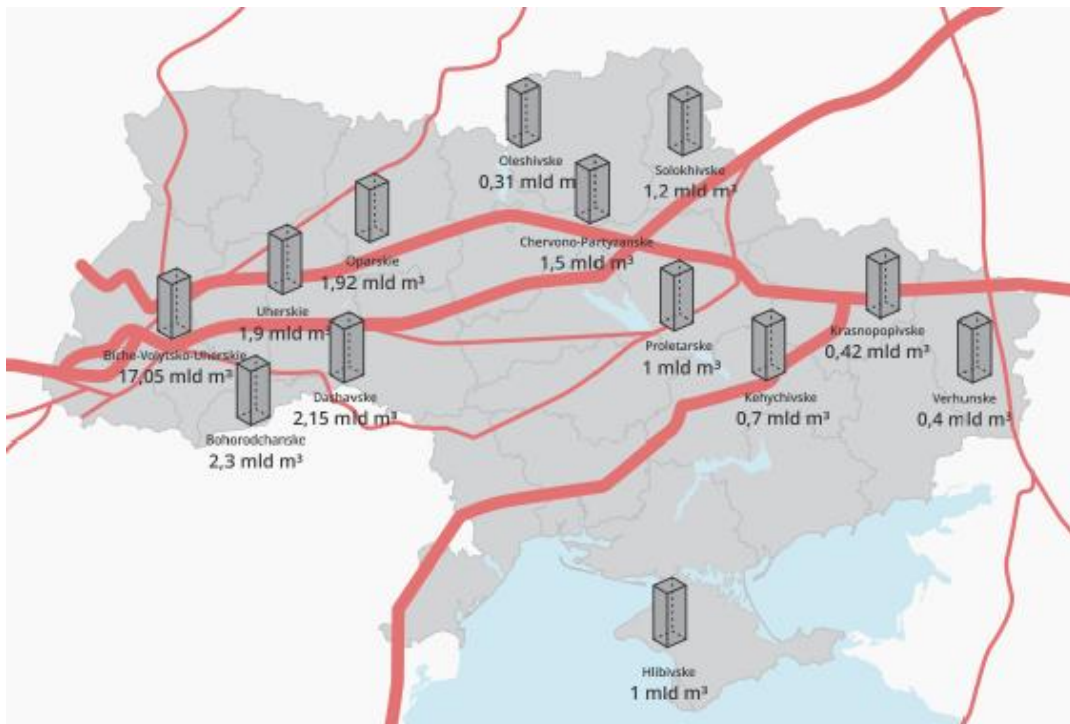 Oleshivske
0,31 mld m
Solokhivske
1,2 mld m³
Chervono-Partyzanske
1,5 mld m³
Oparskie
1,92 mld m³
Uherskie
1,9 mld m³
Biche-Volytsko-Uherskie
17,05 mld m³
Dashavske
2,15 mld m³
Bohorodchanske
2,3 mld m³
Proletarske
1 mld m³
Krasnopopivske
0,42 mld m³
Kehychivske
0,7 mld m³
Verhunske
0,4 mld m³
Hlibivske
1 mld m³